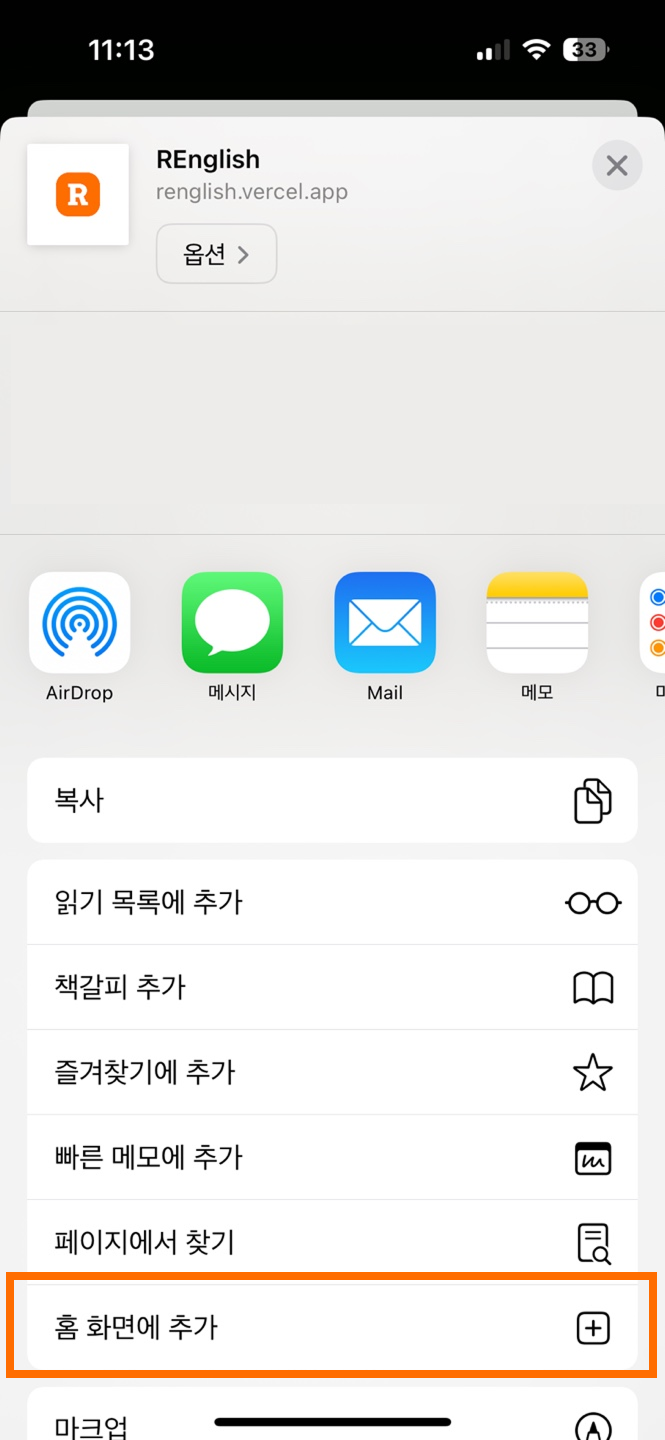 11:13
33
R
REnglish
renglish.vercel.app
옵션
AirDrop
메시지
Mail
메모
복사
읽기 목록에 추가
책갈피 추가
즐겨찾기에 추가
빠른 메모에 추가
페이지에서 찾기
홈 화면에 추가
마크업